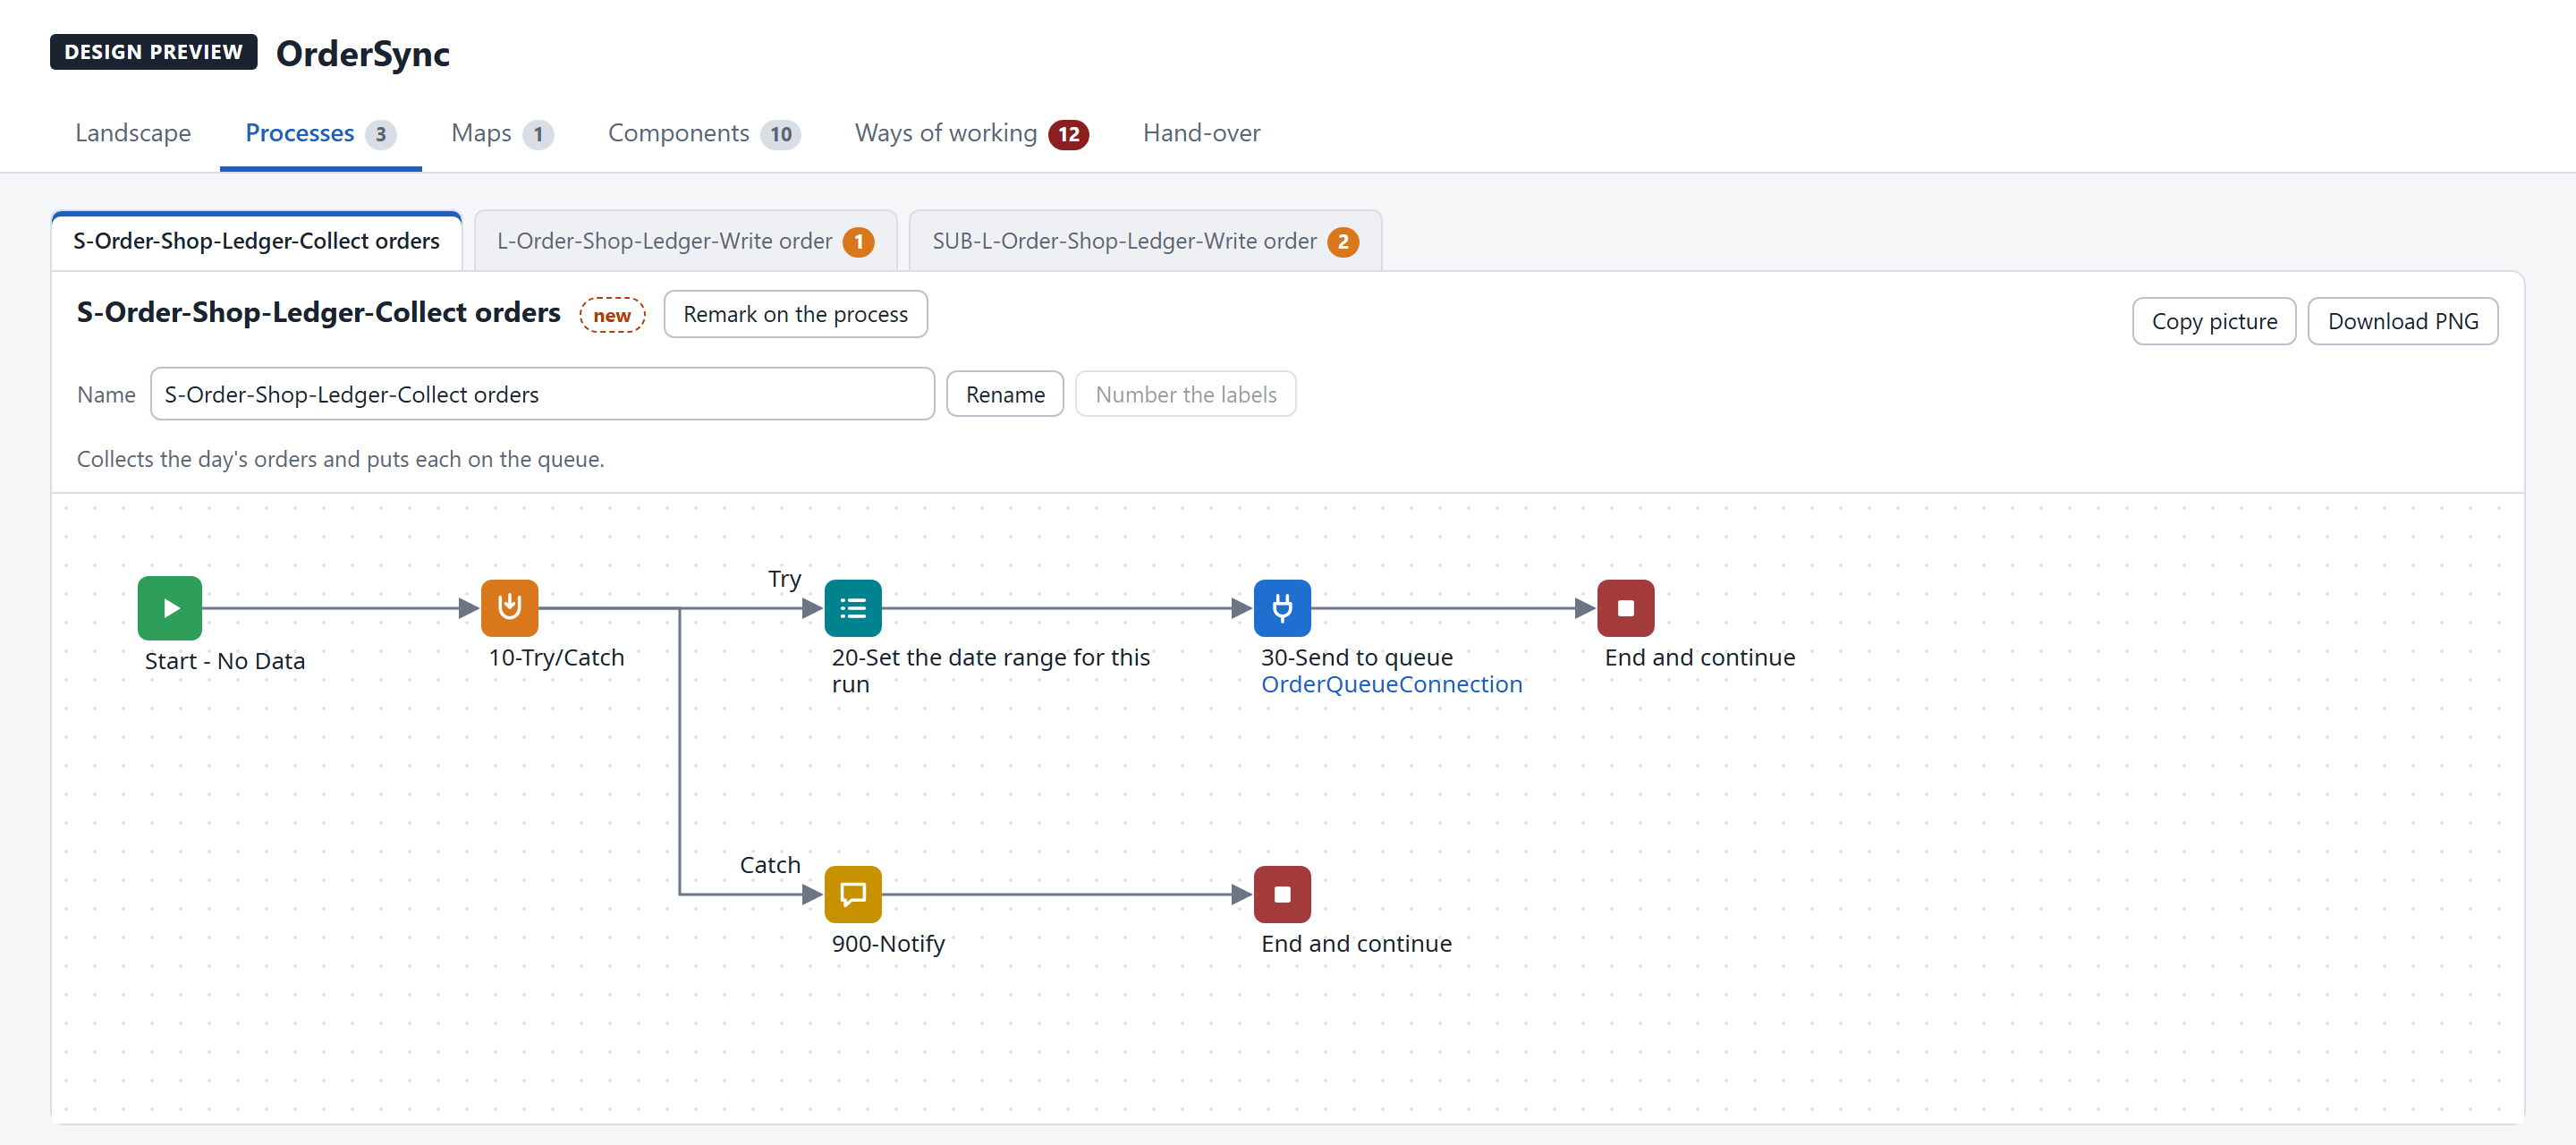 DESIGN PREVIEW OrderSync
Landscape Processes 3 Maps 1 Components 10 Ways of working 12 Hand-over
S-Order-Shop-Ledger-Collect orders L-Order-Shop-Ledger-Write order 1 SUB-L-Order-Shop-Ledger-Write order 2
S-Order-Shop-Ledger-Collect orders new Remark on the process Copy picture Download PNG
Name S-Order-Shop-Ledger-Collect orders Rename Number the labels
Collects the day's orders and puts each on the queue.
Try
Start - No Data 10-Try/Catch 20-Set the date range for this 30-Send to queue End and continue
run OrderQueueConnection
Catch
900-Notify End and continue